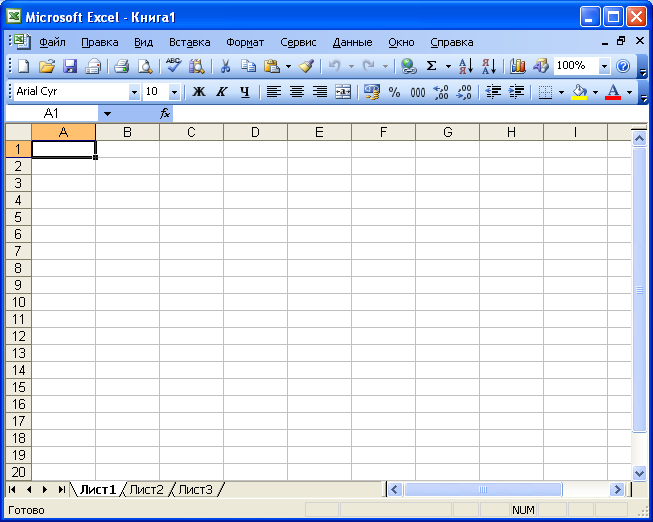 Microsoft Excel - Книга1
Файл Правка Вид Вставка Формат Сервис Данные Окно Справка
Σ 100%
Arial Cyr 10 Ж К Ч % 000
A1 fx
A B C D E F G H I
1
2
3
4
5
6
7
8
9
10
11
12
13
14
15
16
17
18
19
20
Лист1 Лист2 Лист3
Готово NUM